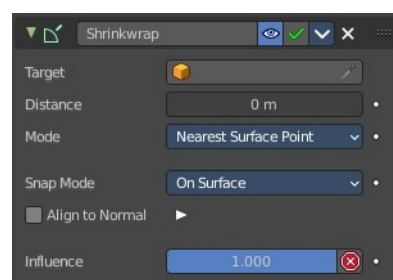 Shrinkwrap
Target
Distance 0 m
Mode Nearest Surface Point
Snap Mode On Surface
Align to Normal
Influence 1.000